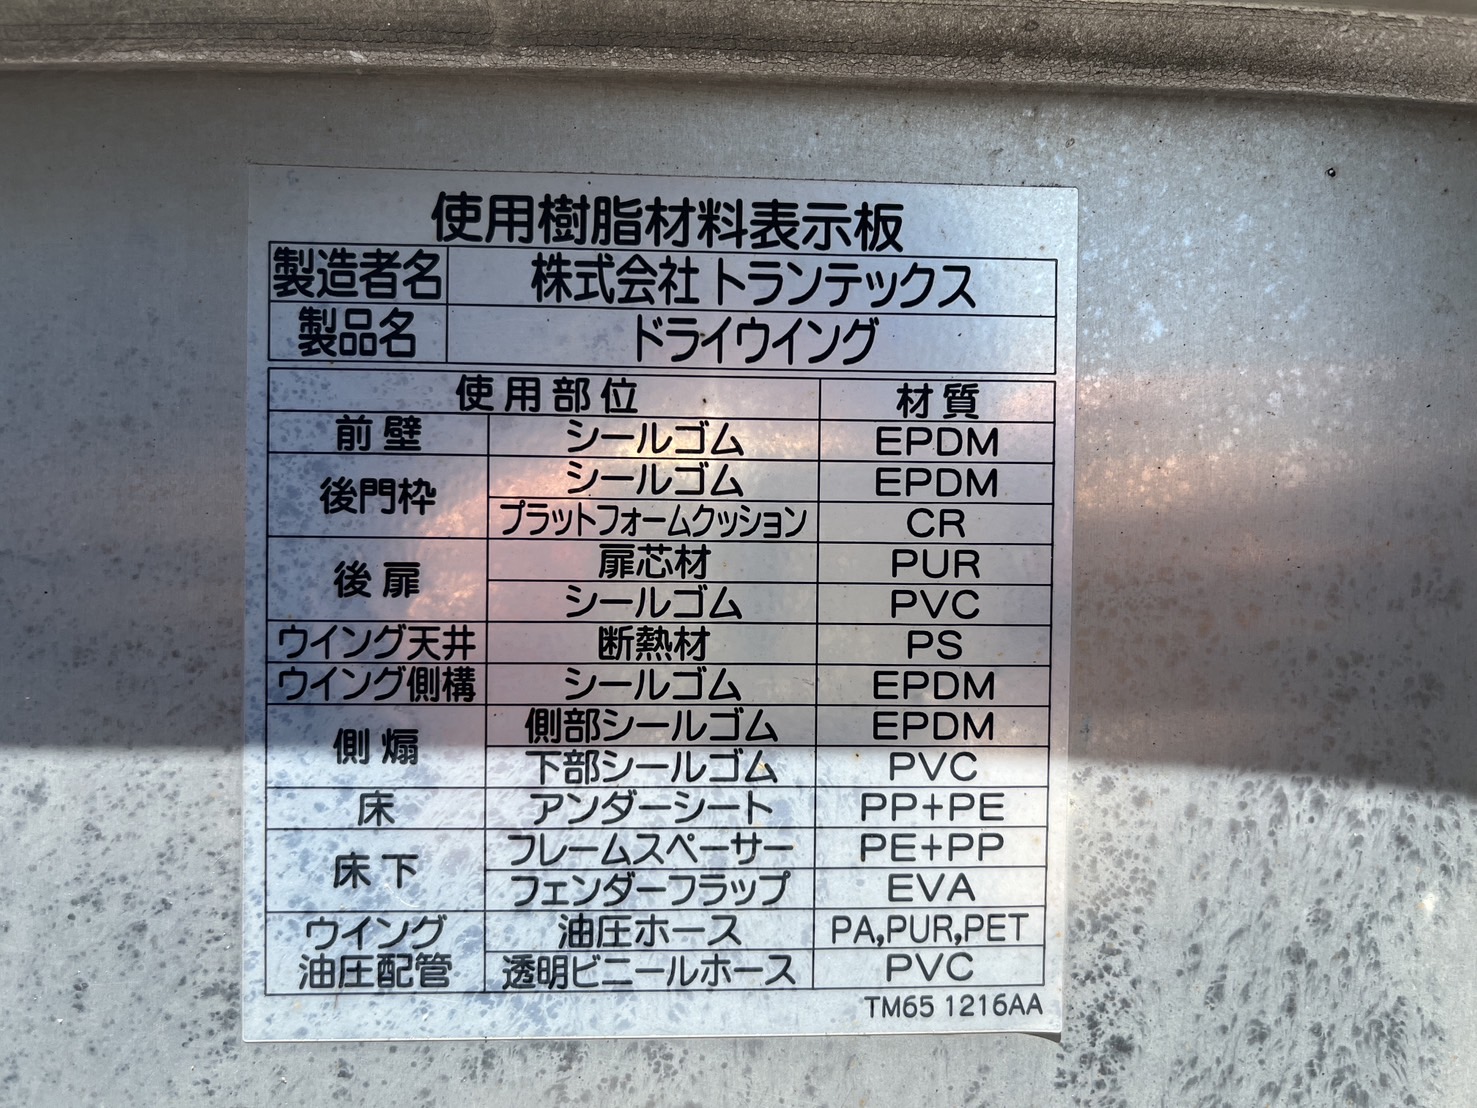 使用樹脂材料表示板
製造者名 株式会社トランテックス
製品名 ドライウイング
使用部位 材質
前壁 シールゴム EPDM
後門枠 シールゴム EPDM
プラットフォームクッション CR
後扉 扉芯材 PUR
シールゴム PVC
ウイング天井 断熱材 PS
ウイング側構 シールゴム EPDM
側煽 側部シールゴム EPDM
下部シールゴム PVC
床 アンダーシート PP+PE
床下 フレームスペーサー PE+PP
フェンダーフラップ EVA
ウイング 油圧ホース PA,PUR,PET
油圧配管 透明ビニールホース PVC
TM65 1216AA